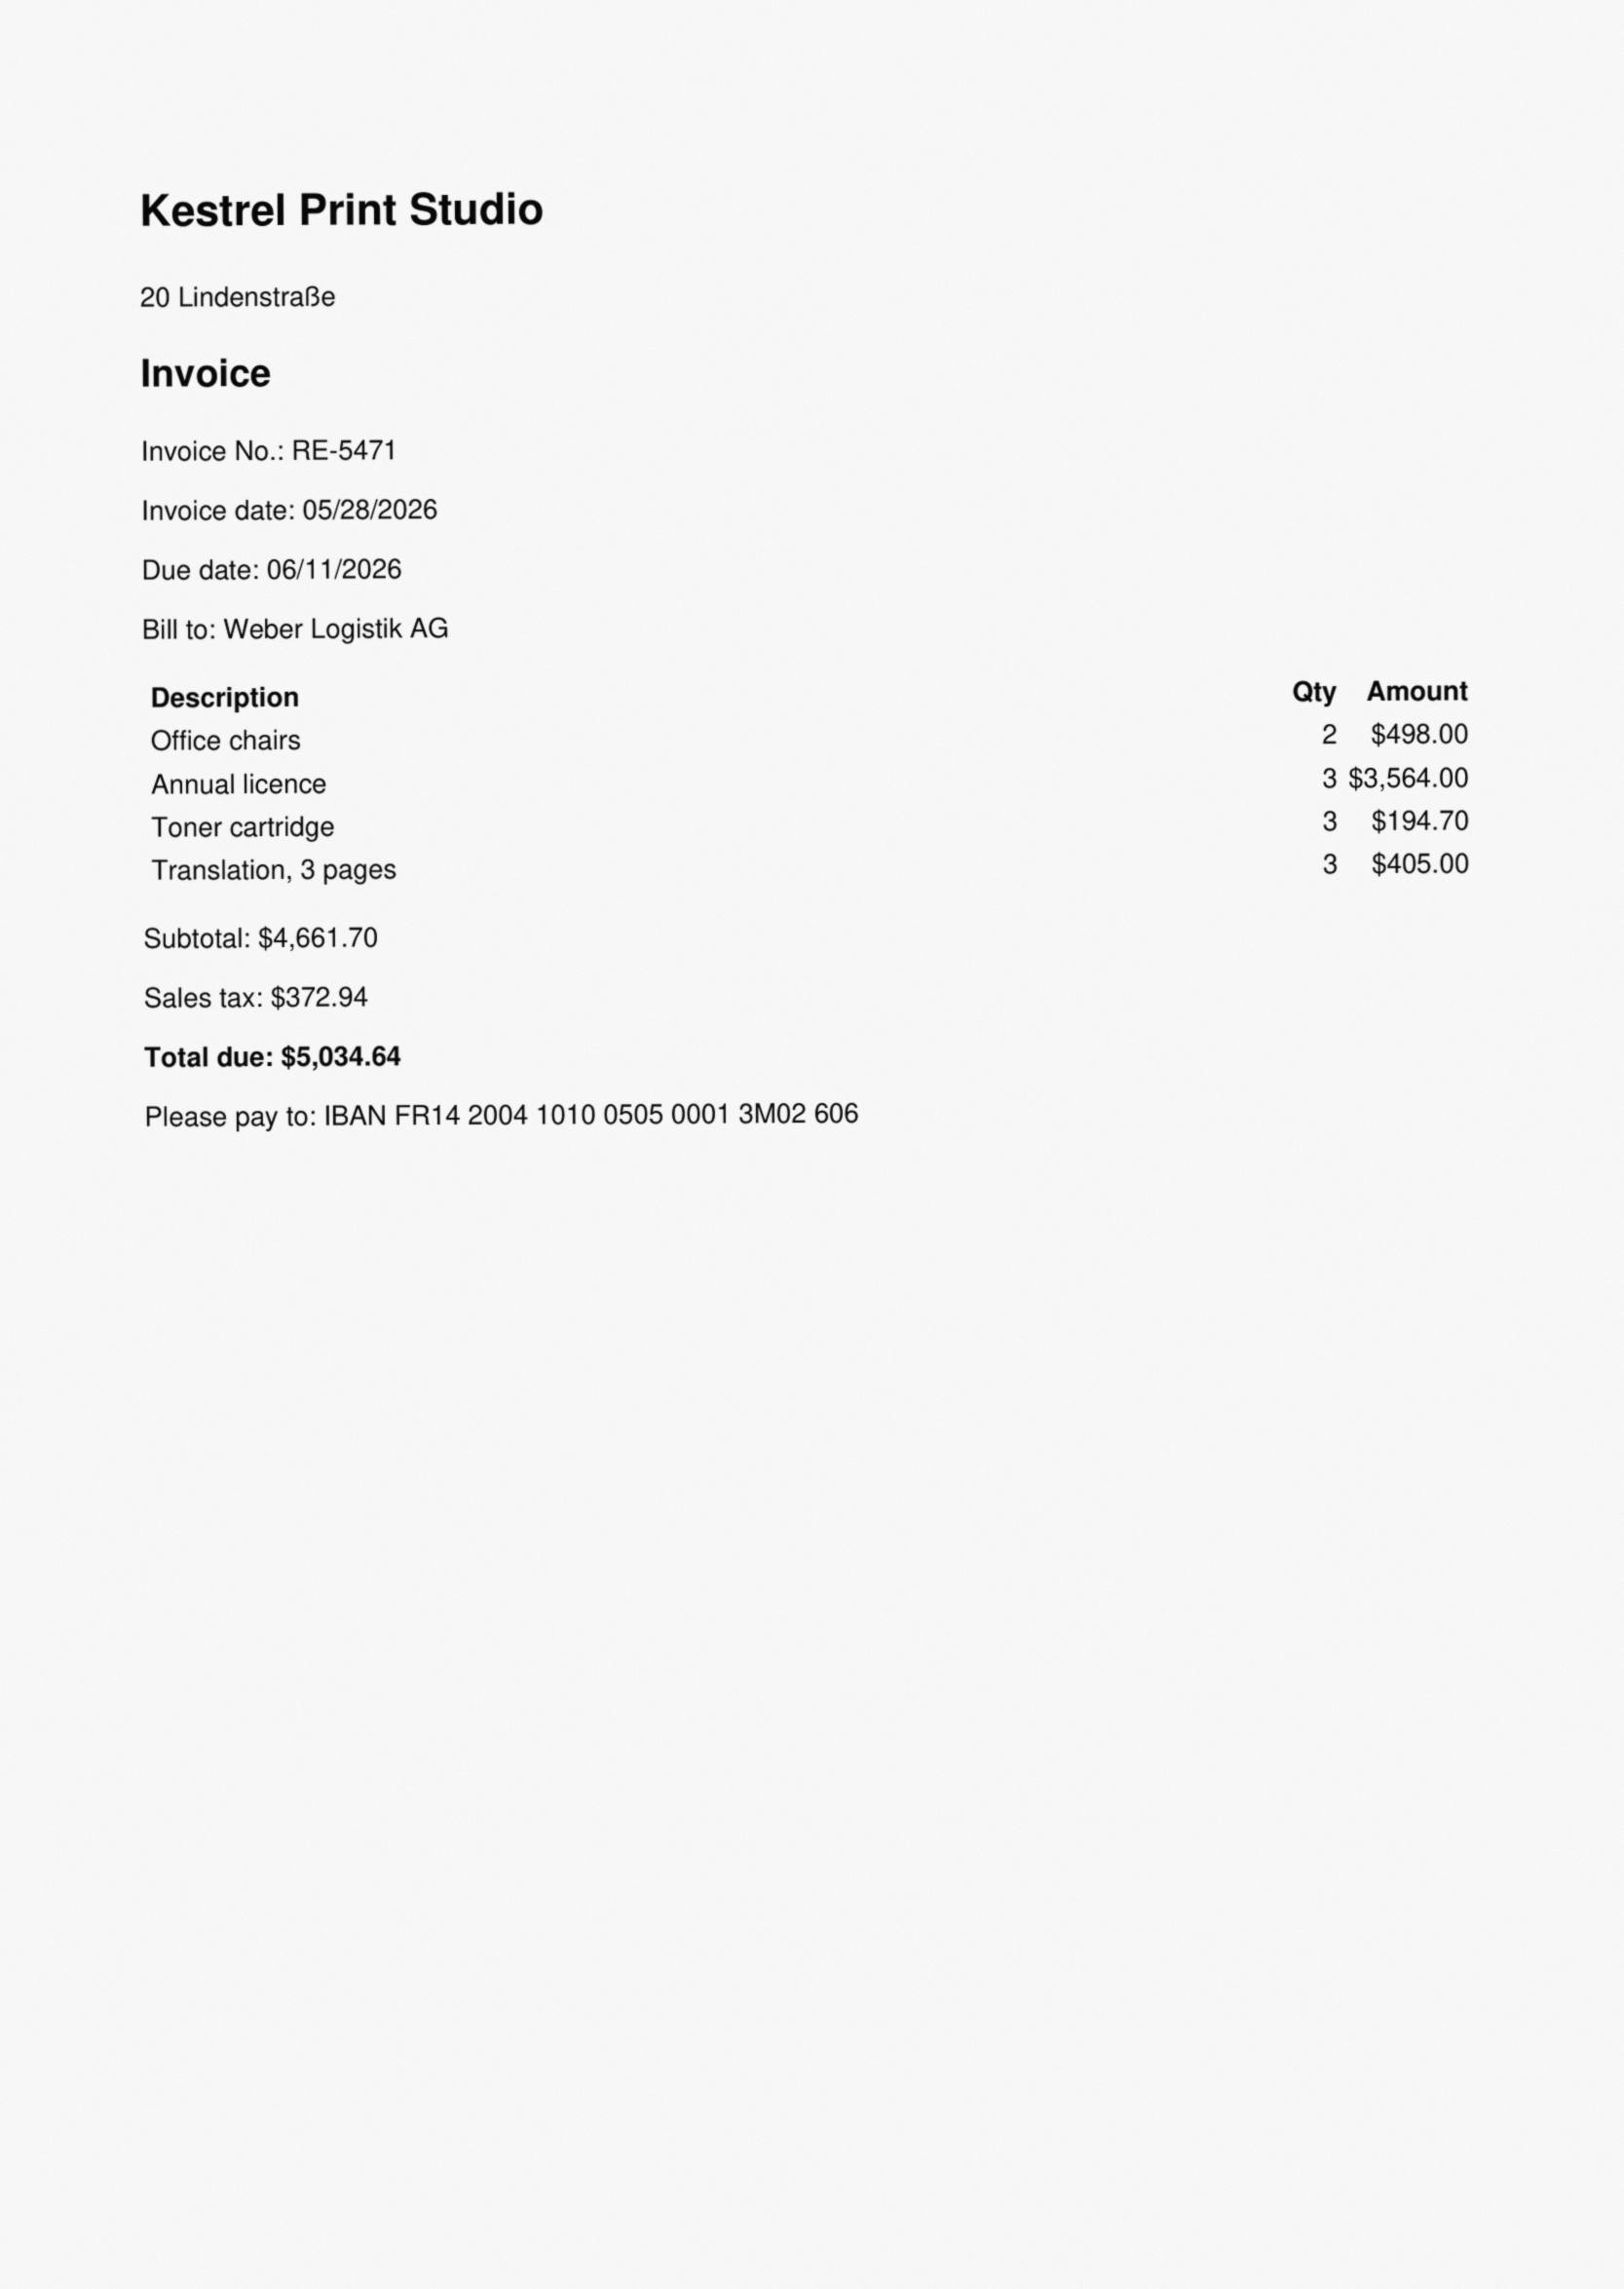 Kestrel Print Studio
20 Lindenstraße
Invoice
Invoice No.: RE-5471
Invoice date: 05/28/2026
Due date: 06/11/2026
Bill to: Weber Logistik AG
Description Qty Amount
Office chairs 2 $498.00
Annual licence 3 $3,564.00
Toner cartridge 3 $194.70
Translation, 3 pages 3 $405.00
Subtotal: $4,661.70
Sales tax: $372.94
Total due: $5,034.64
Please pay to: IBAN FR14 2004 1010 0505 0001 3M02 606